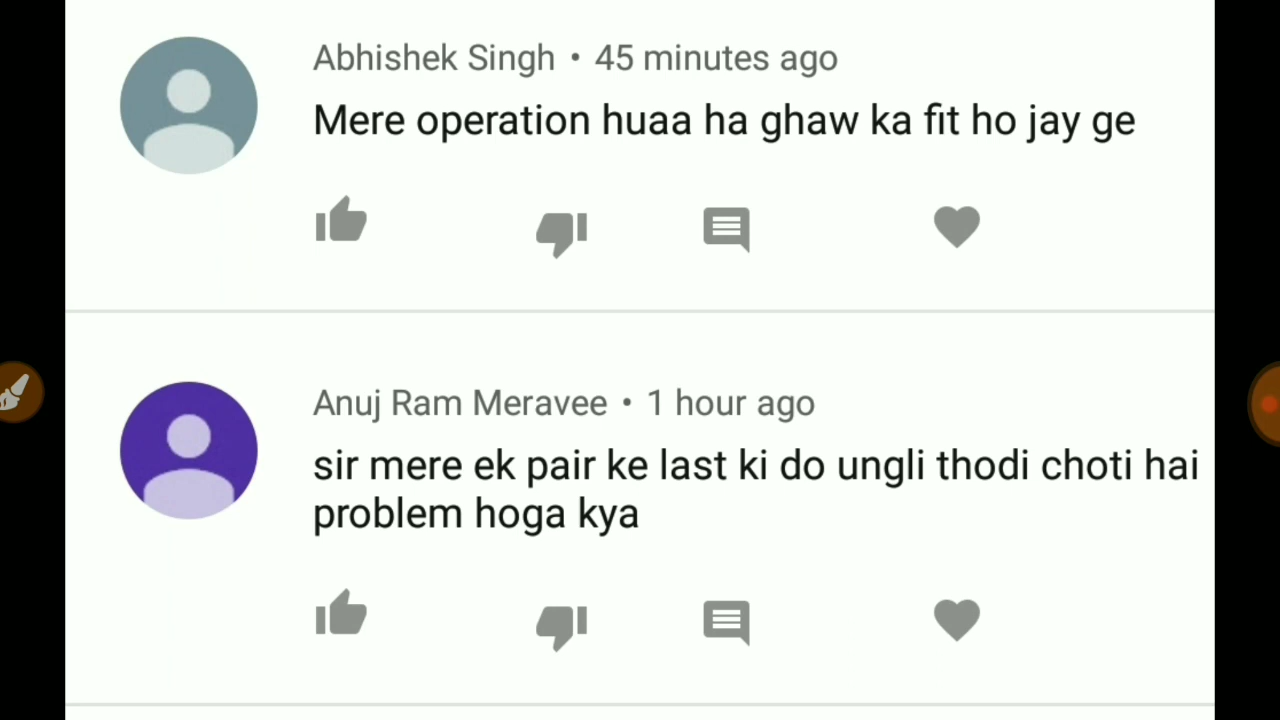 Abhishek Singh • 45 minutes ago
Mere operation huaa ha ghaw ka fit ho jay ge
Anuj Ram Meravee • 1 hour ago
sir mere ek pair ke last ki do ungli thodi choti hai
problem hoga kya